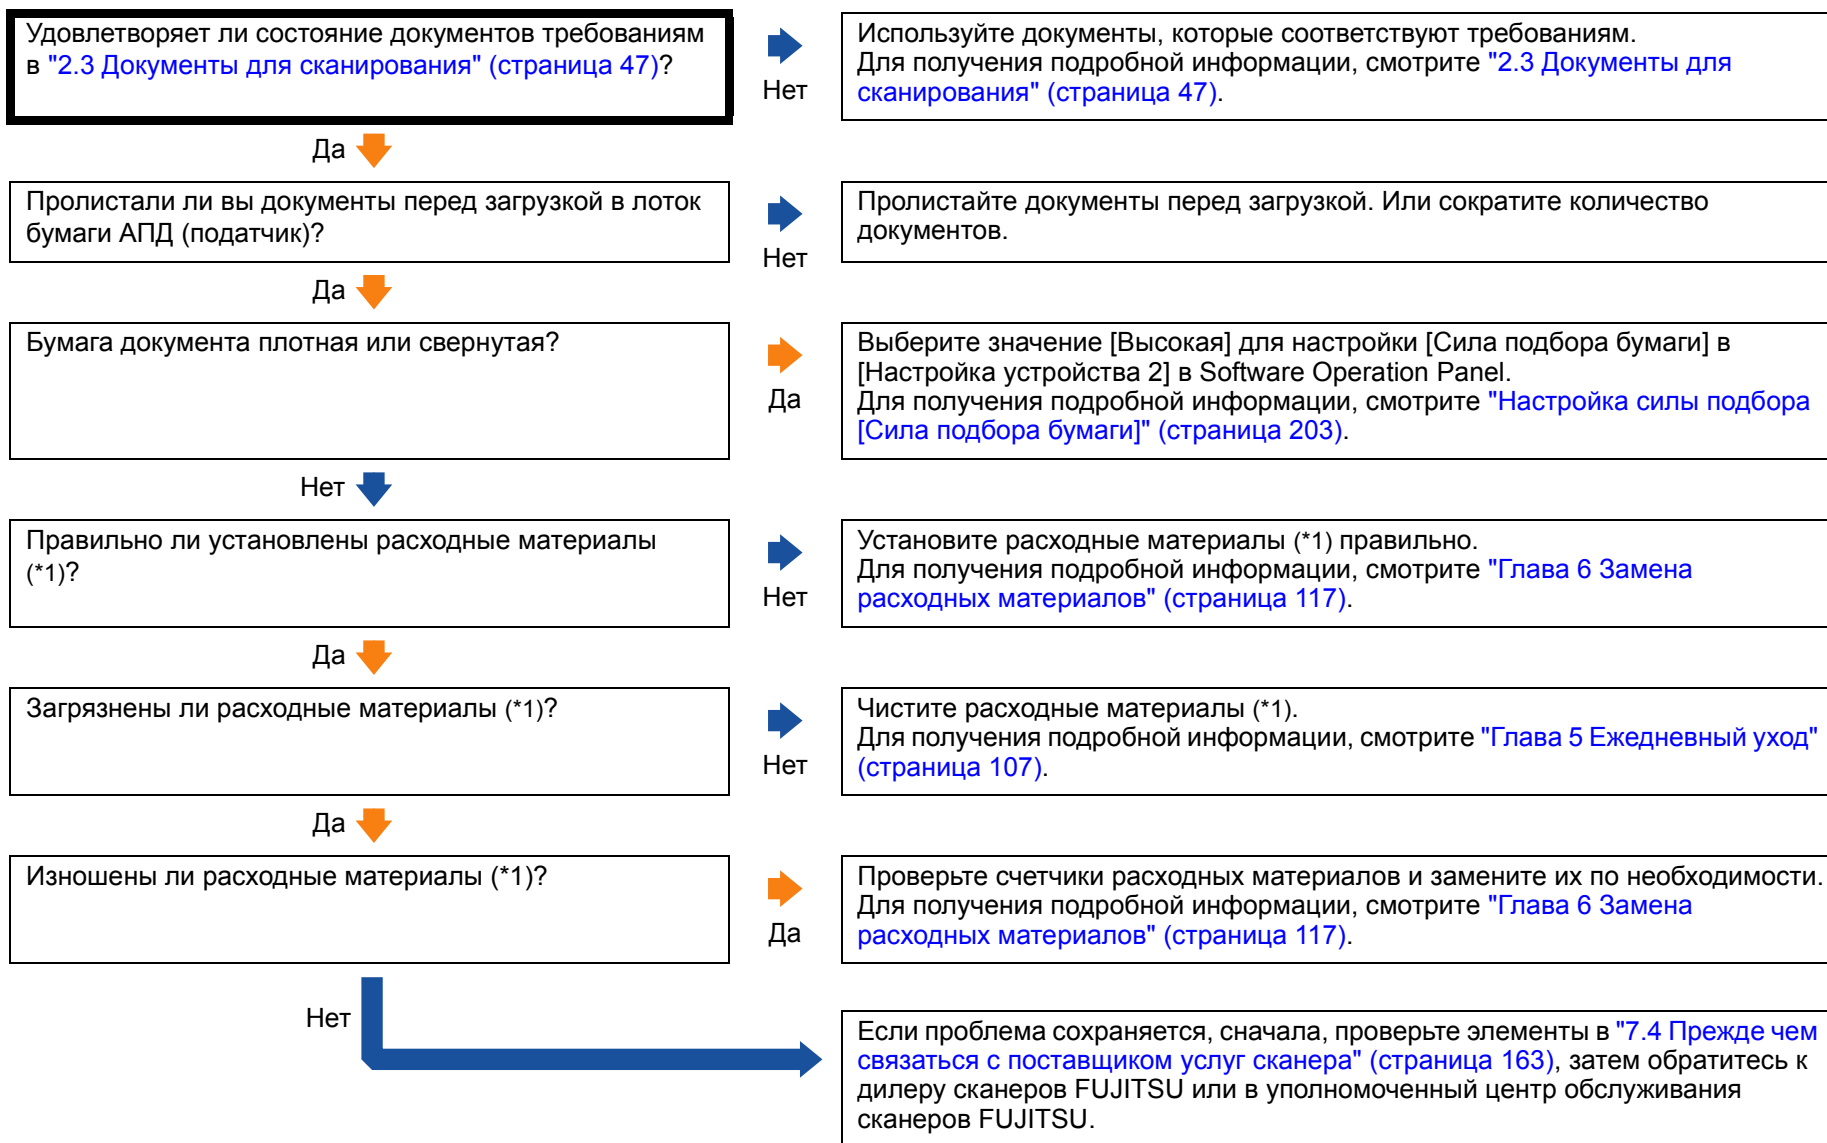 Удовлетворяет ли состояние документов требованиям
в "2.3 Документы для сканирования" (страница 47)?
Нет
Используйте документы, которые соответствуют требованиям.
Для получения подробной информации, смотрите "2.3 Документы для
сканирования" (страница 47).
Да
Пролистали ли вы документы перед загрузкой в лоток
бумаги АПД (податчик)?
Нет
Пролистайте документы перед загрузкой. Или сократите количество
документов.
Да
Бумага документа плотная или свернутая?
Да
Выберите значение [Высокая] для настройки [Сила подбора бумаги] в
[Настройка устройства 2] в Software Operation Panel.
Для получения подробной информации, смотрите "Настройка силы подбора
[Сила подбора бумаги]" (страница 203).
Нет
Правильно ли установлены расходные материалы
(*1)?
Нет
Установите расходные материалы (*1) правильно.
Для получения подробной информации, смотрите "Глава 6 Замена
расходных материалов" (страница 117).
Да
Загрязнены ли расходные материалы (*1)?
Нет
Чистите расходные материалы (*1).
Для получения подробной информации, смотрите "Глава 5 Ежедневный уход"
(страница 107).
Да
Изношены ли расходные материалы (*1)?
Да
Проверьте счетчики расходных материалов и замените их по необходимости.
Для получения подробной информации, смотрите "Глава 6 Замена
расходных материалов" (страница 117).
Нет
Если проблема сохраняется, сначала, проверьте элементы в "7.4 Прежде чем
связаться с поставщиком услуг сканера" (страница 163), затем обратитесь к
дилеру сканеров FUJITSU или в уполномоченный центр обслуживания
сканеров FUJITSU.